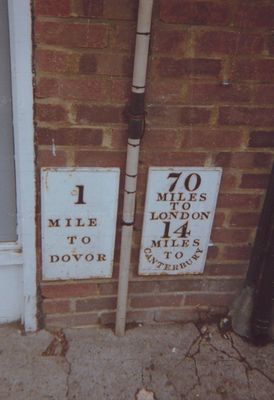 1
MILE
TO
DOVOR
70
MILES
TO
LONDON
14
MILES
TO
CANTERBURY